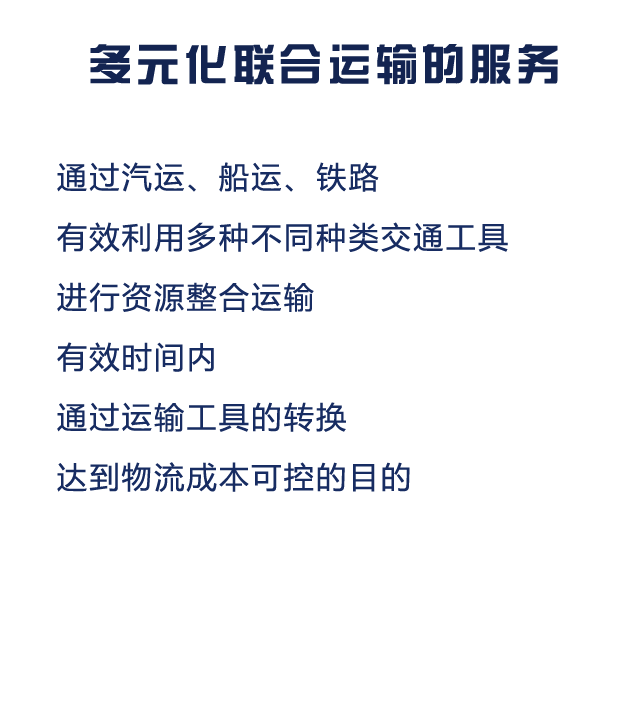 多元化联合运输的服务
通过汽运、船运、铁路
有效利用多种不同种类交通工具
进行资源整合运输
有效时间内
通过运输工具的转换
达到物流成本可控的目的